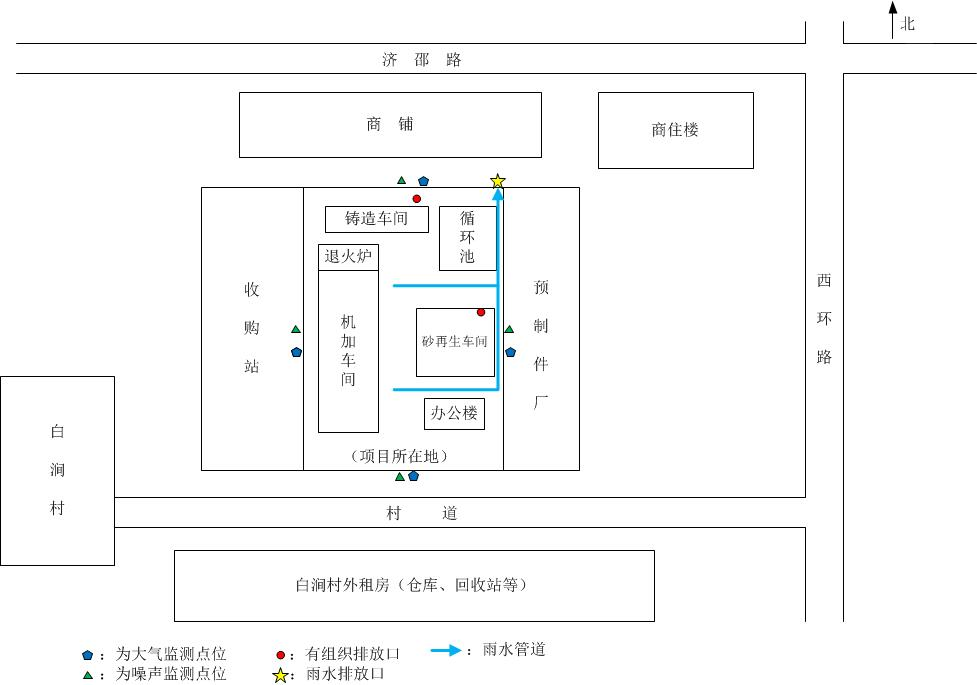 北
济 邵 路
商 铺
商住楼
铸造车间
循环池
退火炉
收购站
机加车间
砂再生车间
预制件厂
西环路
办公楼
（项目所在地）
白涧村
村 道
白涧村外租房（仓库、回收站等）
：为大气监测点位
：有组织排放口
：雨水管道
：为噪声监测点位
：雨水排放口